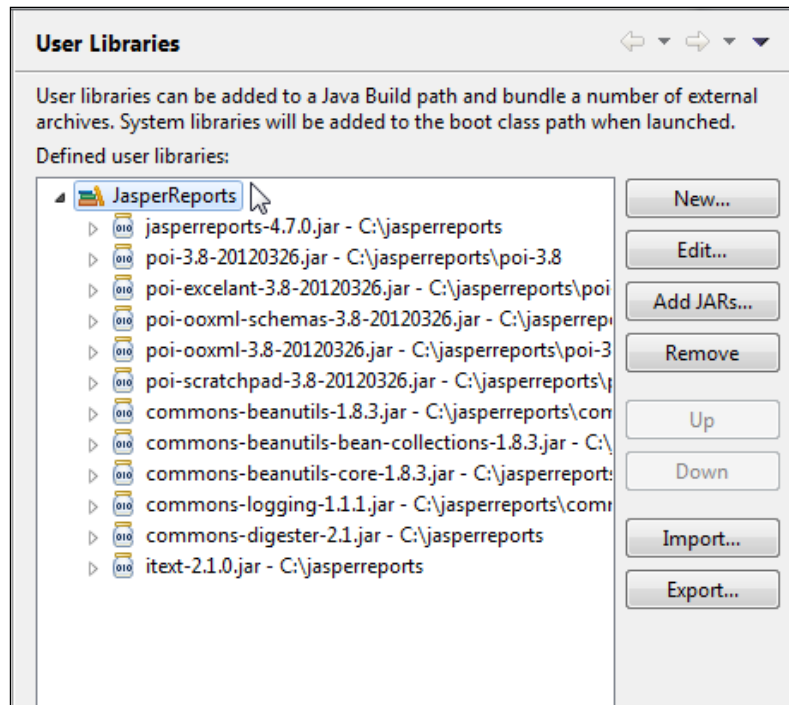 User Libraries
User libraries can be added to a Java Build path and bundle a number of external
archives. System libraries will be added to the boot class path when launched.
Defined user libraries:
JasperReports
jasperreports-4.7.0.jar - C:\jasperreports
poi-3.8-20120326.jar - C:\jasperreports\poi-3.8
poi-excelant-3.8-20120326.jar - C:\jasperreports\poi
poi-ooxml-schemas-3.8-20120326.jar - C:\jasperrep
poi-ooxml-3.8-20120326.jar - C:\jasperreports\poi-3
poi-scratchpad-3.8-20120326.jar - C:\jasperreports\p
commons-beanutils-1.8.3.jar - C:\jasperreports\com
commons-beanutils-bean-collections-1.8.3.jar - C:\
commons-beanutils-core-1.8.3.jar - C:\jasperreports
commons-logging-1.1.1.jar - C:\jasperreports\comm
commons-digester-2.1.jar - C:\jasperreports
itext-2.1.0.jar - C:\jasperreports
New...
Edit...
Add JARs...
Remove
Up
Down
Import...
Export...